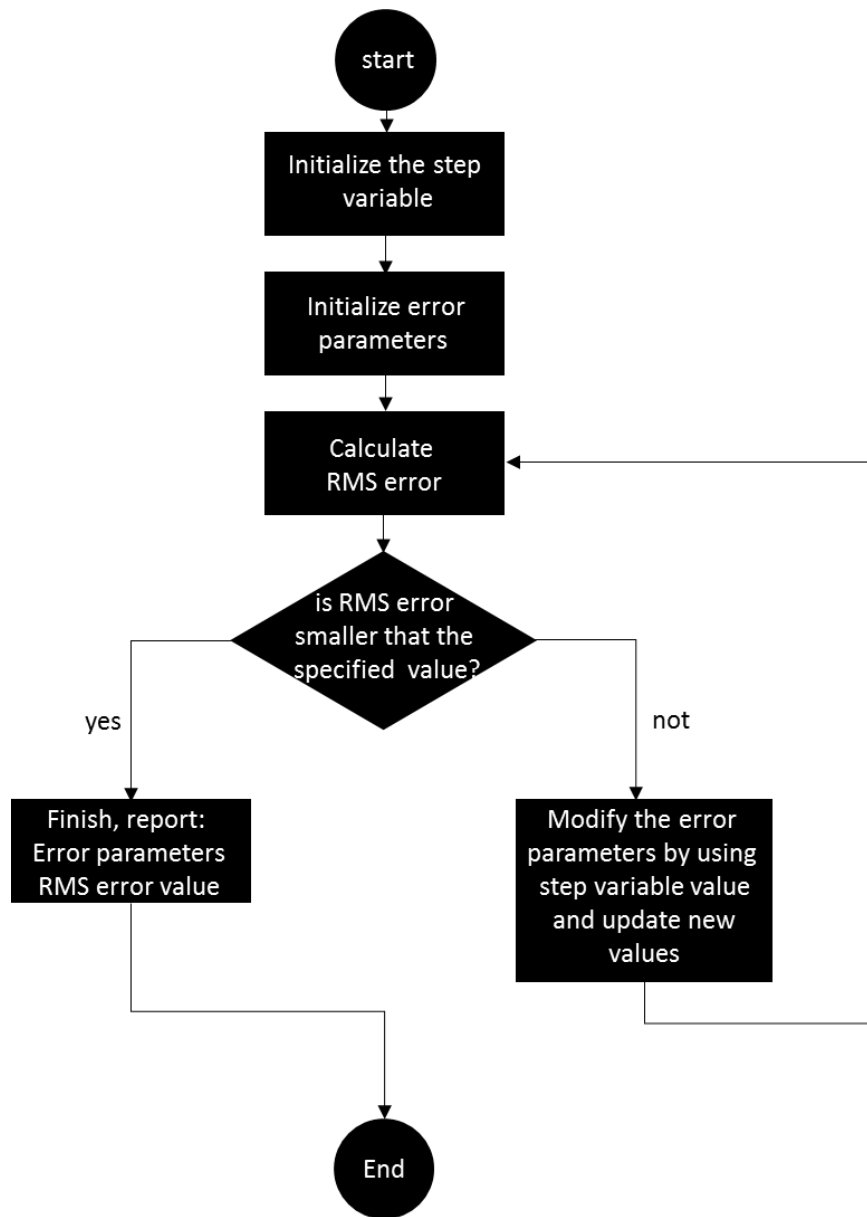 start
Initialize the step
variable
Initialize error
parameters
Calculate
RMS error
is RMS error
smaller that the
specified value?
yes
not
Finish, report:
Error parameters
RMS error value
Modify the error
parameters by using
step variable value
and update new
values
End